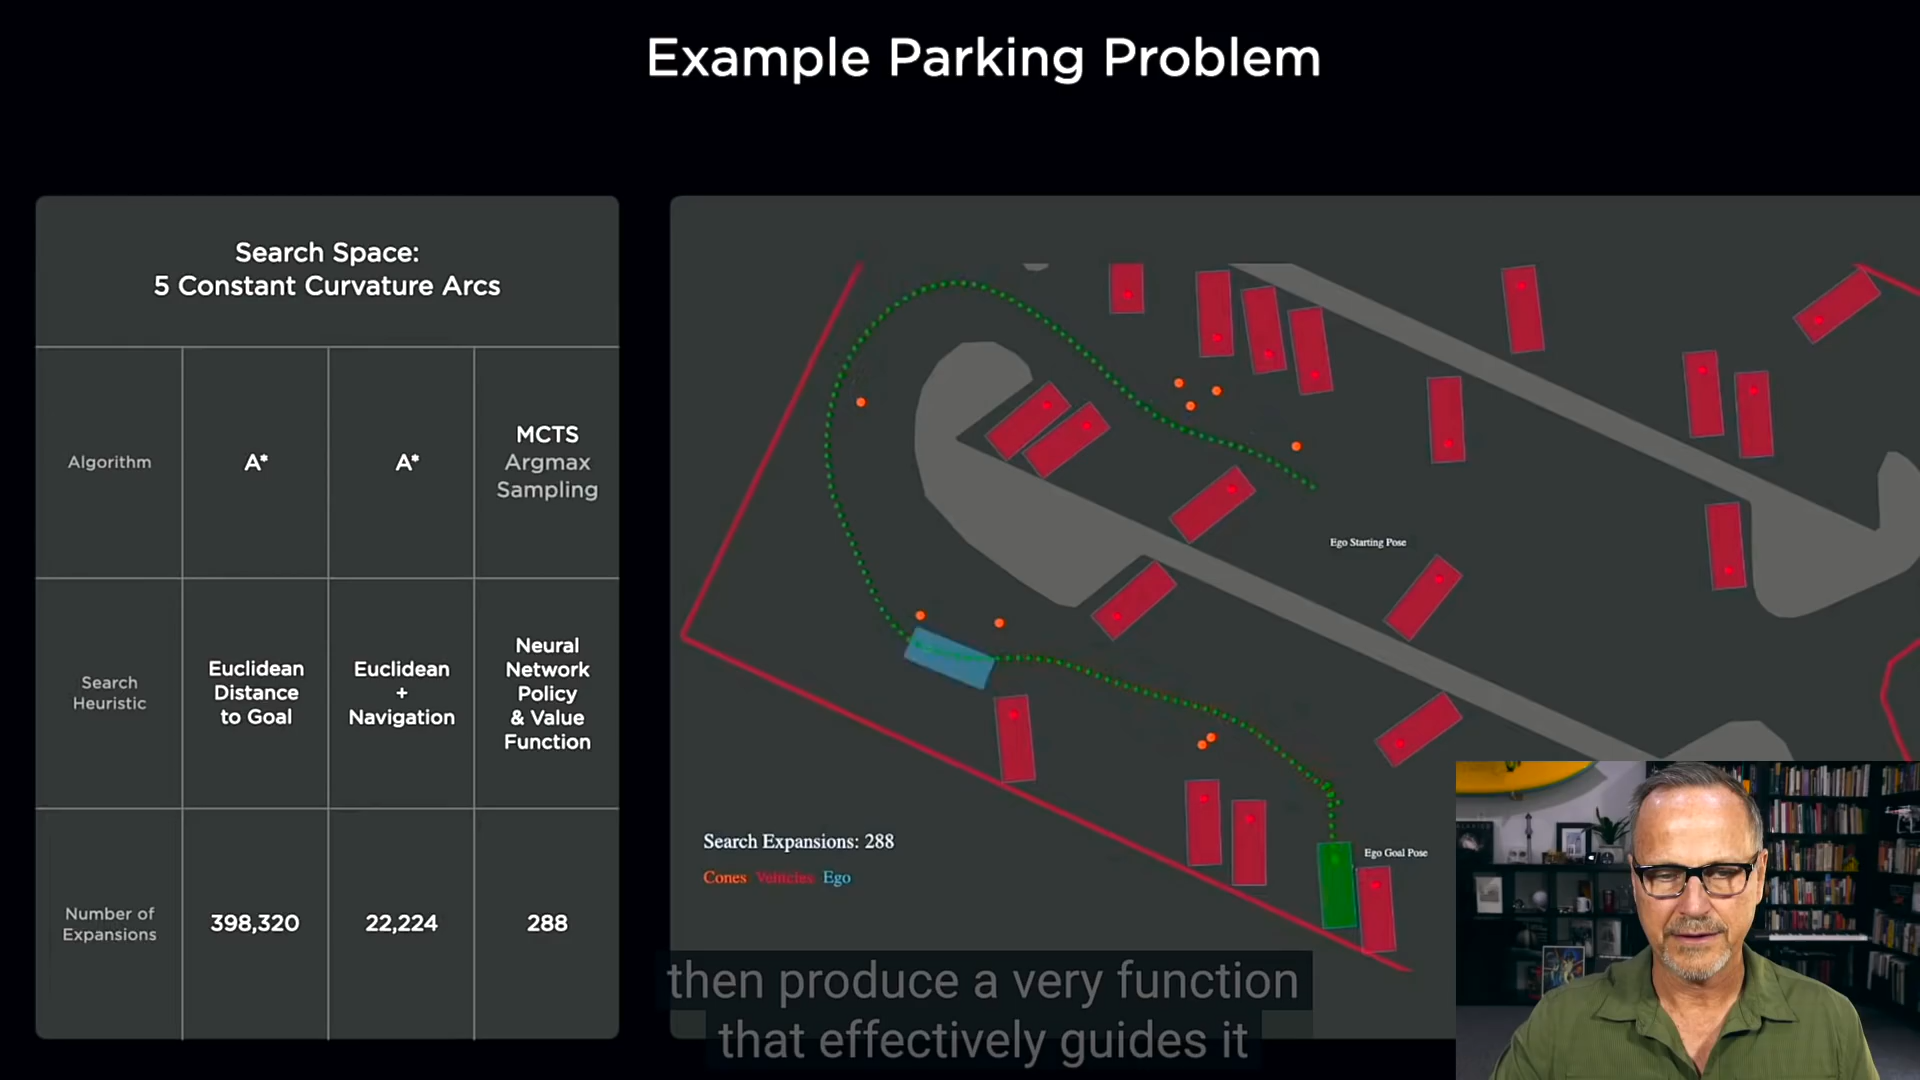 Example Parking Problem
Search Space:
5 Constant Curvature Arcs
Algorithm
A*
A*
MCTS
Argmax
Sampling
Search
Heuristic
Euclidean
Distance
to Goal
Euclidean
+
Navigation
Neural
Network
Policy
& Value
Function
Number of
Expansions
398,320
22,224
288
Ego Starting Pose
Ego Goal Pose
Search Expansions: 288
Cones Vehicles Ego
then produce a very function
that effectively guides it